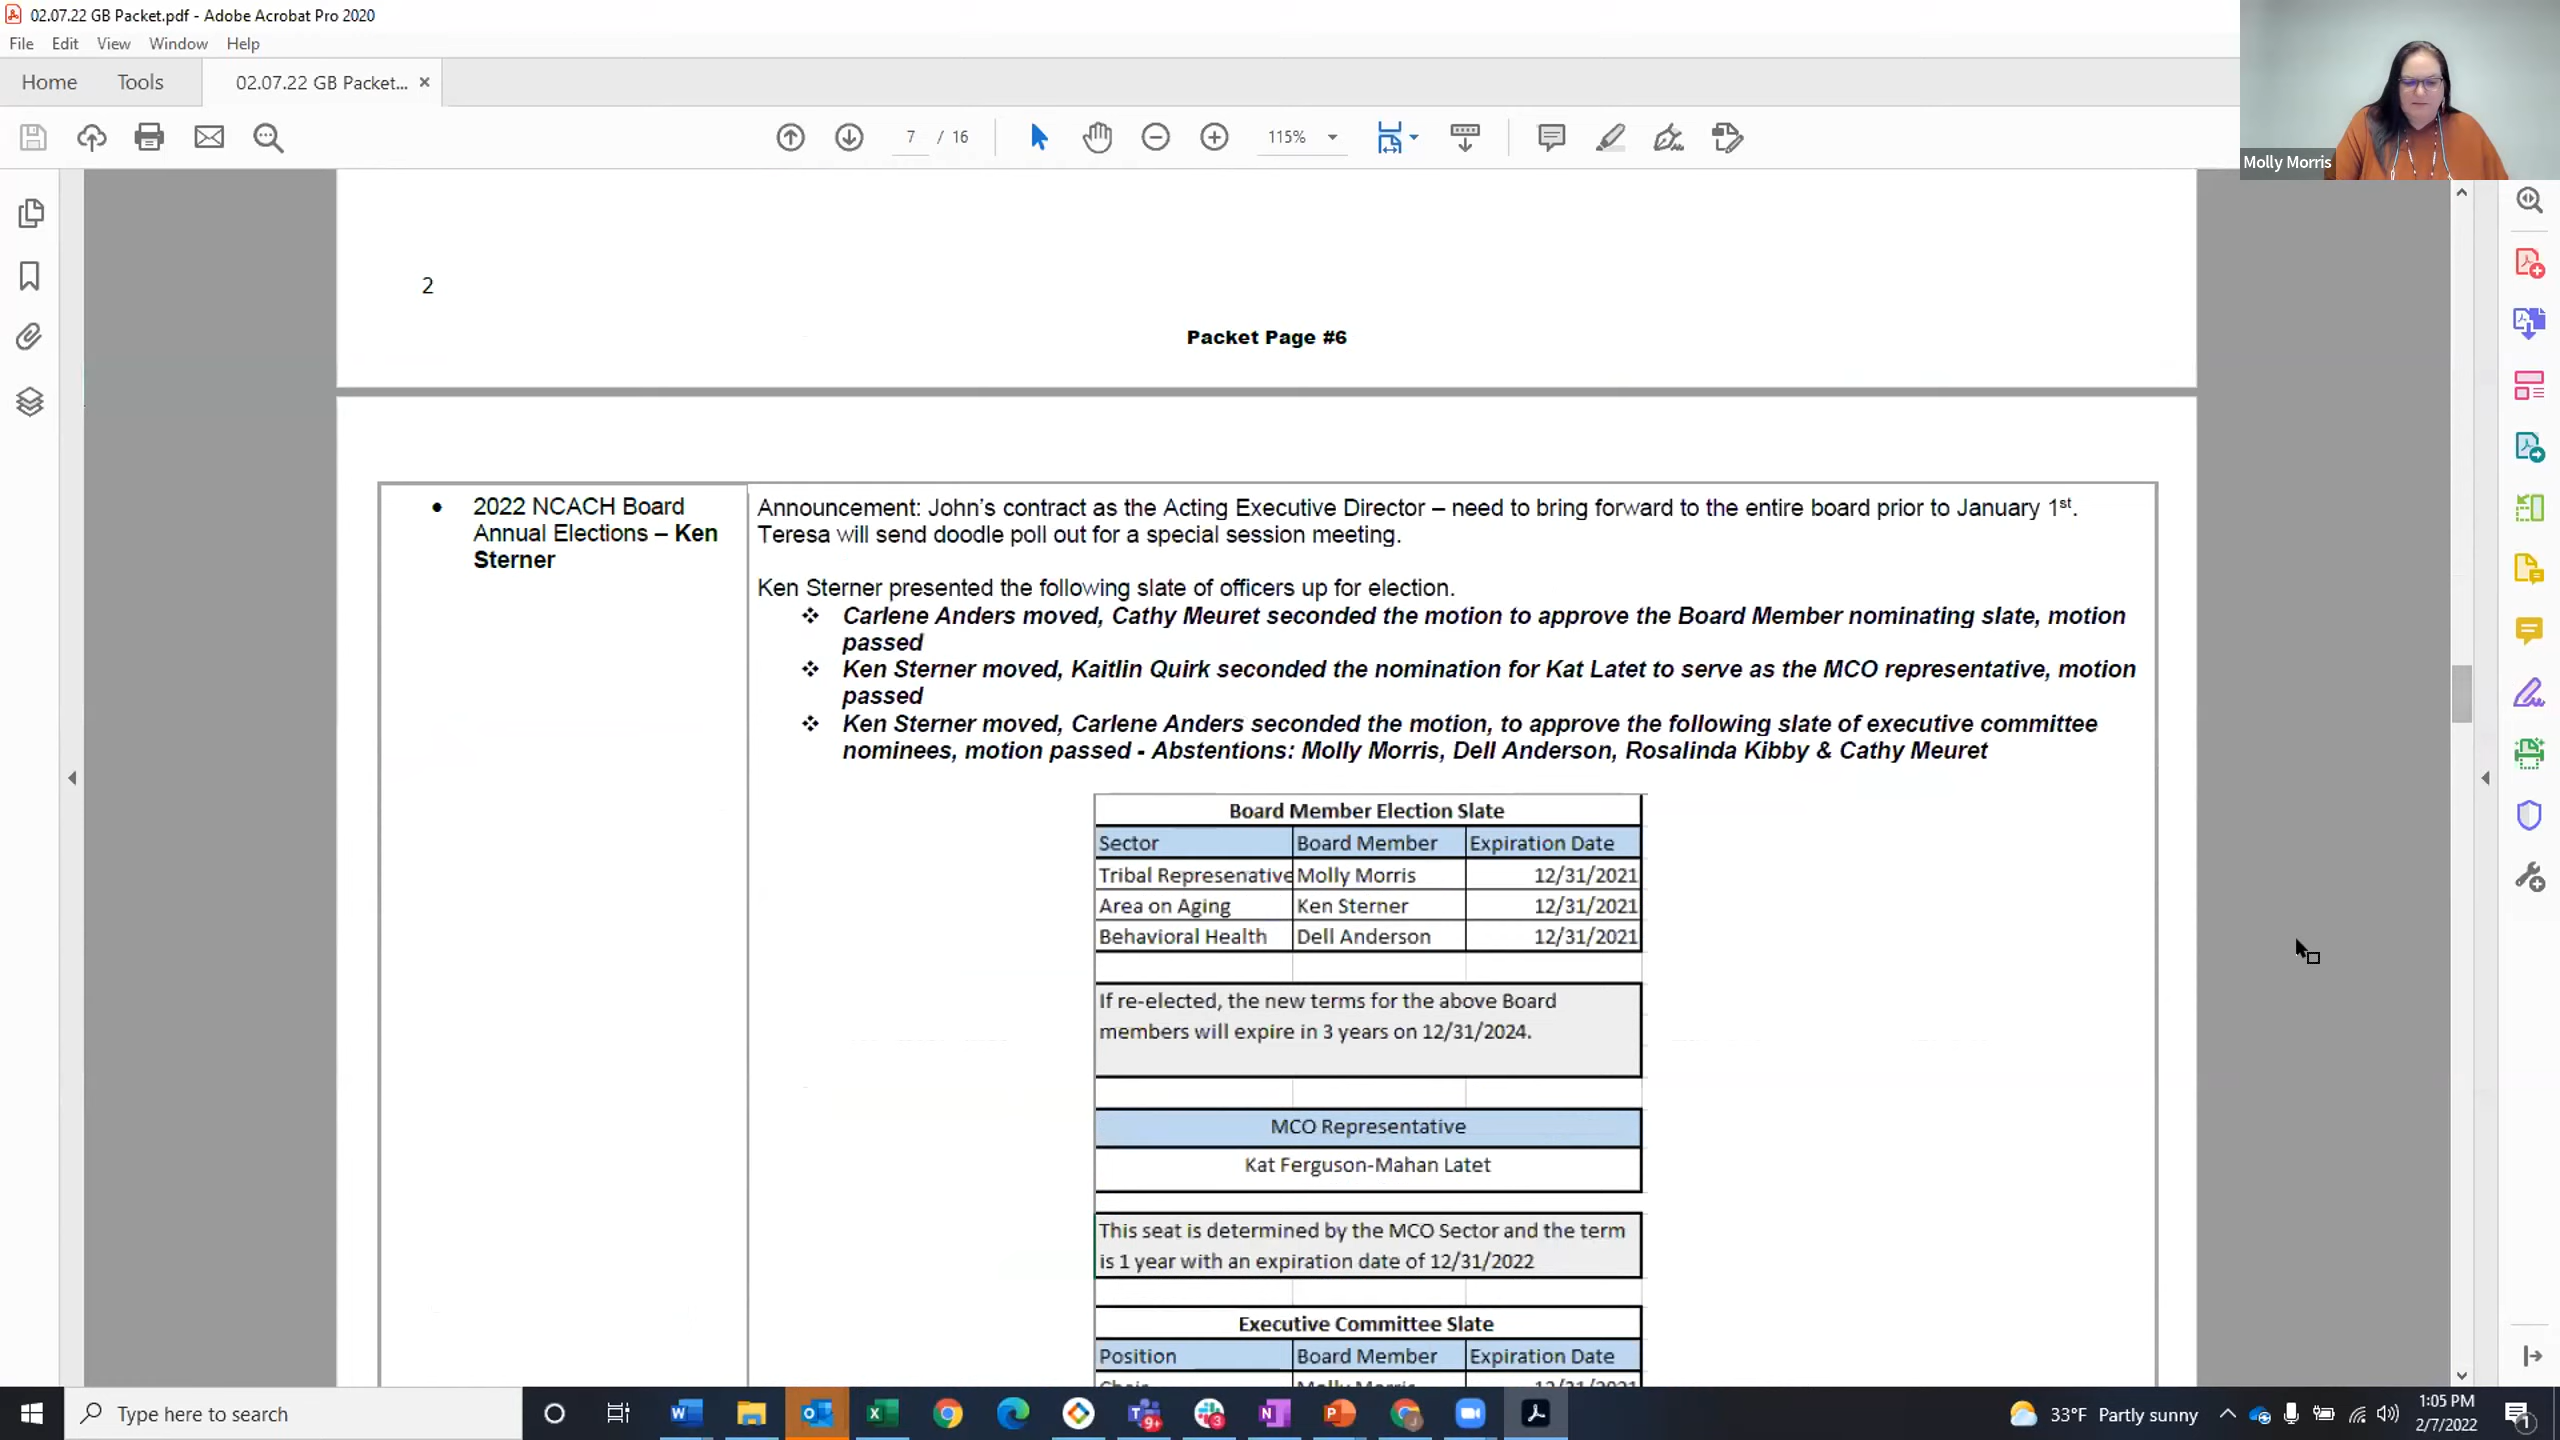 02.07.22 GB Packet.pdf - Adobe Acrobat Pro 2020
File Edit View Window Help
Home Tools 02.07.22 GB Packet... ×
7 / 16 115%
Molly Morris
2
Packet Page #6
• 2022 NCACH Board
Annual Elections – Ken
Sterner
Announcement: John's contract as the Acting Executive Director – need to bring forward to the entire board prior to January 1st.
Teresa will send doodle poll out for a special session meeting.
Ken Sterner presented the following slate of officers up for election.
❖ Carlene Anders moved, Cathy Meuret seconded the motion to approve the Board Member nominating slate, motion
passed
❖ Ken Sterner moved, Kaitlin Quirk seconded the nomination for Kat Latet to serve as the MCO representative, motion
passed
❖ Ken Sterner moved, Carlene Anders seconded the motion, to approve the following slate of executive committee
nominees, motion passed - Abstentions: Molly Morris, Dell Anderson, Rosalinda Kibby & Cathy Meuret
Board Member Election Slate
Sector Board Member Expiration Date
Tribal Represenative Molly Morris 12/31/2021
Area on Aging Ken Sterner 12/31/2021
Behavioral Health Dell Anderson 12/31/2021
If re-elected, the new terms for the above Board
members will expire in 3 years on 12/31/2024.
MCO Representative
Kat Ferguson-Mahan Latet
This seat is determined by the MCO Sector and the term
is 1 year with an expiration date of 12/31/2022
Executive Committee Slate
Position Board Member Expiration Date
Chair Molly Morris 12/31/2021
Type here to search
9+
3
33°F Partly sunny
1:05 PM
2/7/2022
1